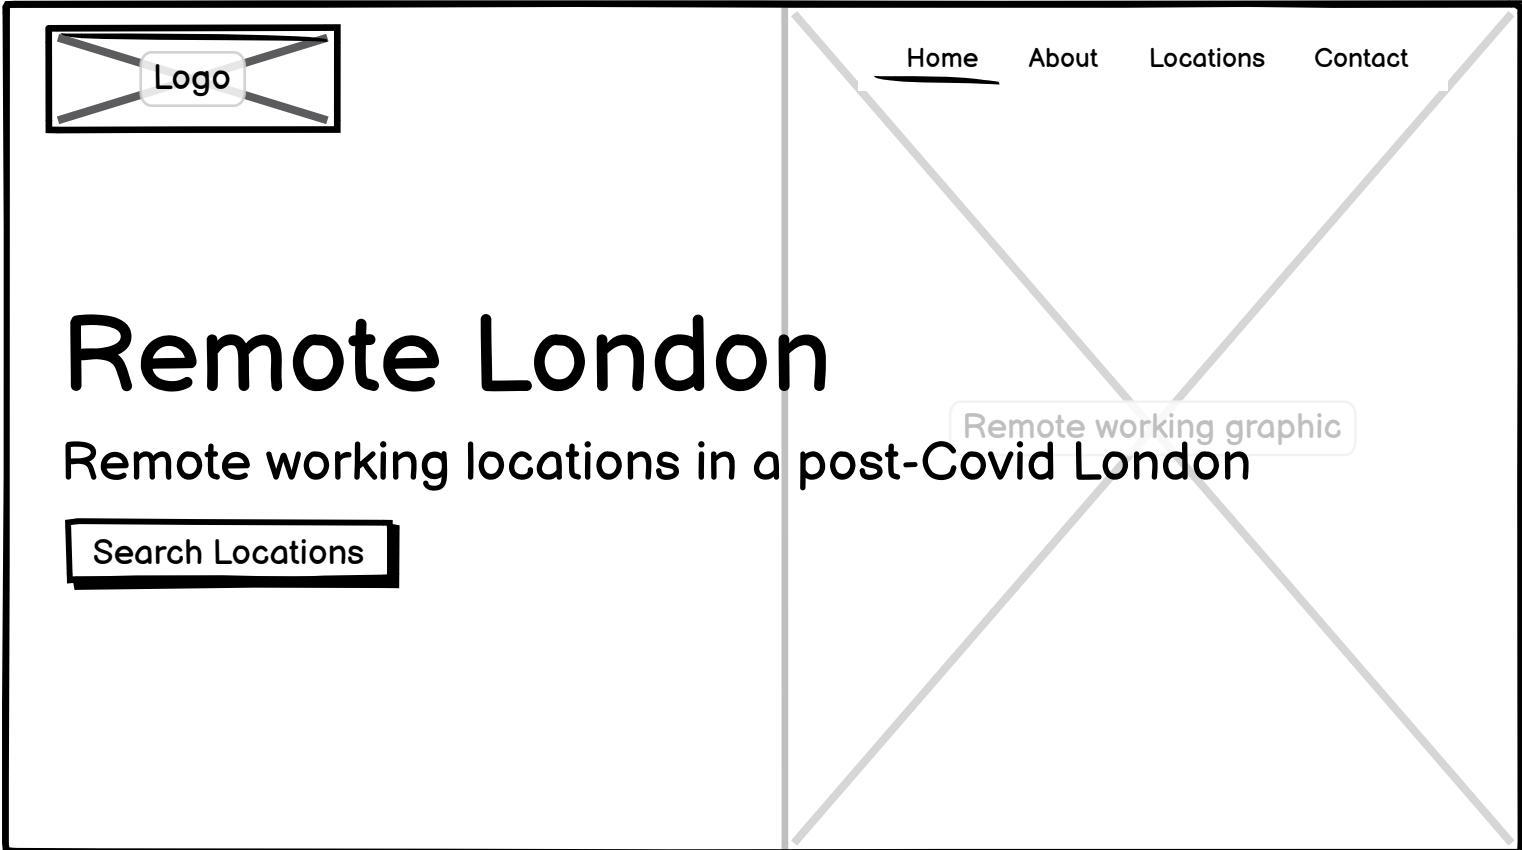 Logo
Home About Locations Contact
Remote London
Remote working graphic
Remote working locations in a post-Covid London
Search Locations